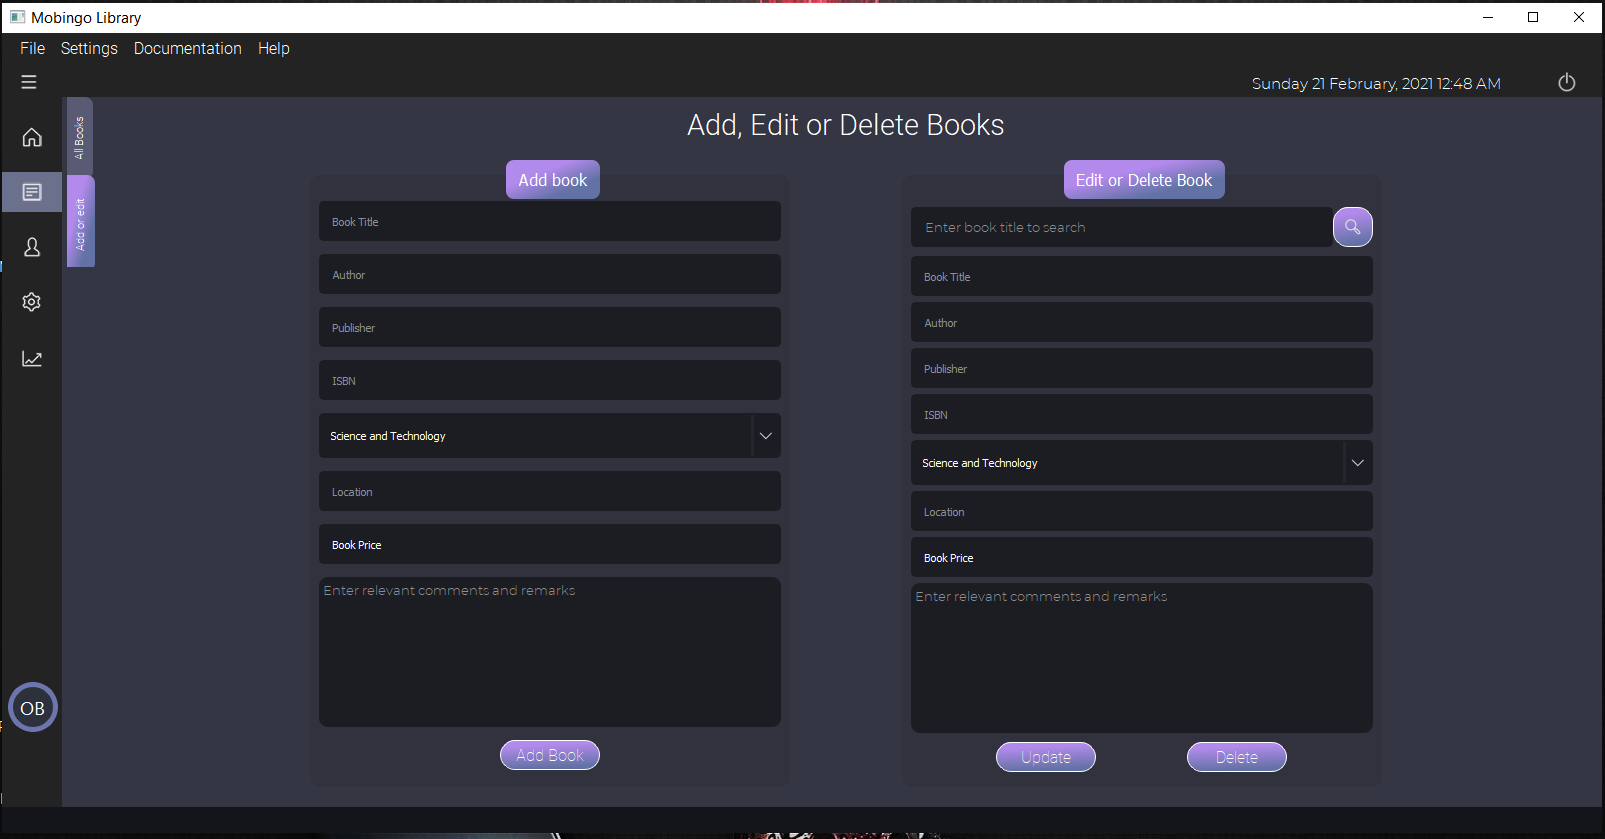 Mobingo Library
File Settings Documentation Help
Sunday 21 February, 2021 12:48 AM
All Books
Add or edit
OB
Add, Edit or Delete Books
Add book
Book Title
Author
Publisher
ISBN
Science and Technology
Location
Book Price
Enter relevant comments and remarks
Add Book
Edit or Delete Book
Enter book title to search
Book Title
Author
Publisher
ISBN
Science and Technology
Location
Book Price
Enter relevant comments and remarks
Update Delete